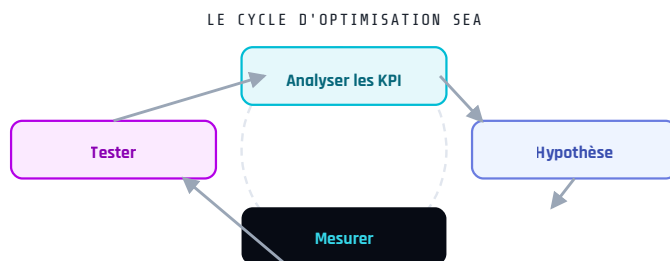 LE CYCLE D'OPTIMISATION SEA
Analyser les KPI
Tester
Hypothèse
Mesurer